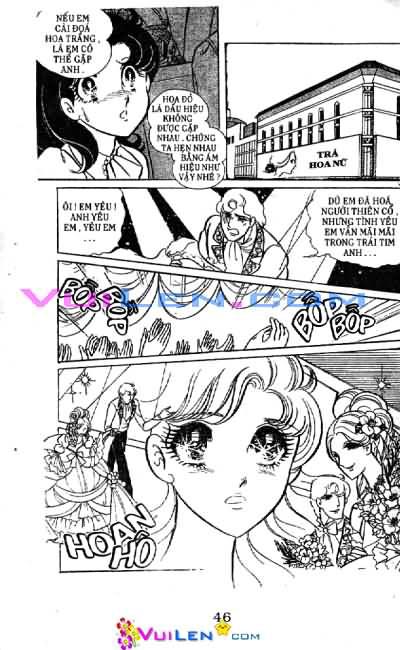 NẾU EM
CÀI ĐOÁ
HOA TRẮNG,
LÀ EM CÓ
THỂ GẶP
ANH.
HOA ĐỎ
LÀ DẤU HIỆU
KHÔNG
ĐƯỢC GẶP
NHAU. CHÚNG
TA HẸN NHAU
BẰNG ÁM
HIỆU NHƯ
VẬY NHÉ?
TRÀ
HOA NỮ
ÔI! EM YÊU!
ANH YÊU
EM, YÊU EM
...
DÙ EM ĐÃ HOÁ
NGƯỜI THIÊN CỔ,
NHƯNG TÌNH YÊU
EM VẪN MÃI MÃI
TRONG TRÁI TIM
ANH...
BỐP
BỐP
BỐP
BỐP
VUILEN.COM
HOAN
HÔ
46
VUILEN.COM